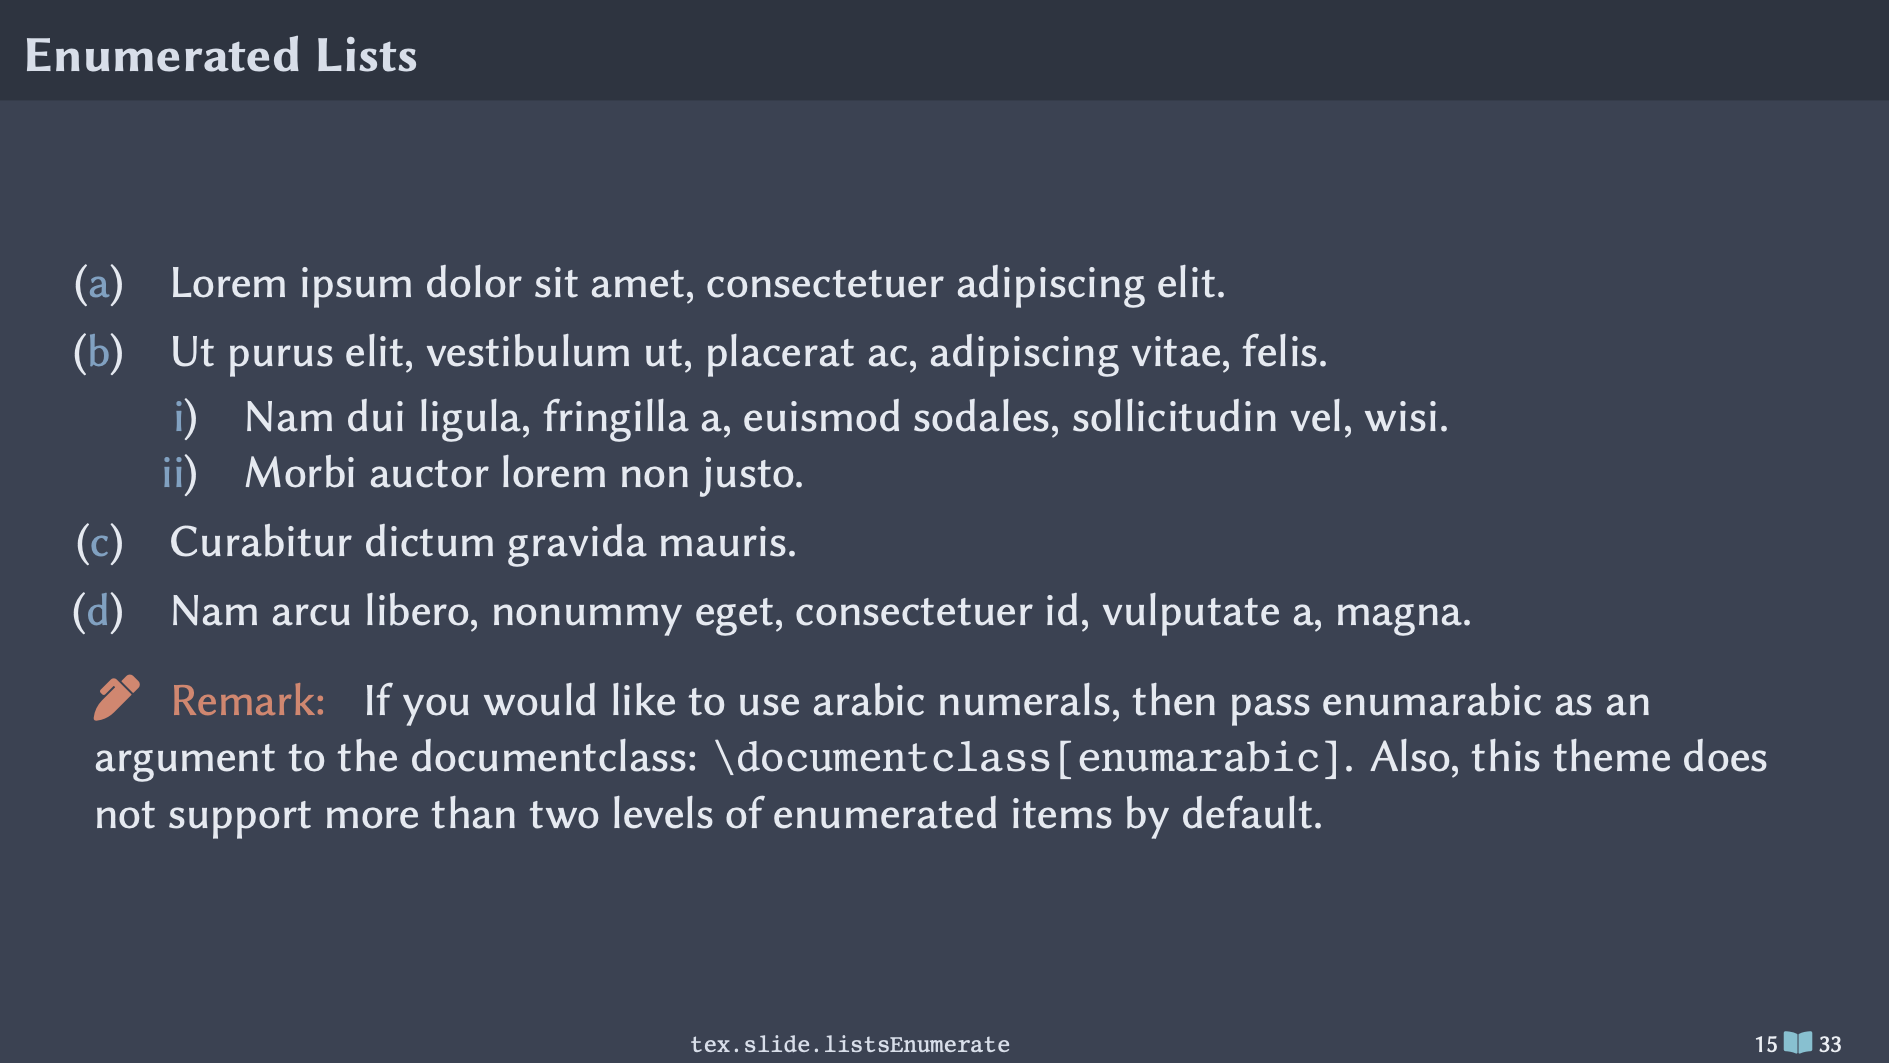 Enumerated Lists
(a) Lorem ipsum dolor sit amet, consectetuer adipiscing elit.
(b) Ut purus elit, vestibulum ut, placerat ac, adipiscing vitae, felis.
i) Nam dui ligula, fringilla a, euismod sodales, sollicitudin vel, wisi.
ii) Morbi auctor lorem non justo.
(c) Curabitur dictum gravida mauris.
(d) Nam arcu libero, nonummy eget, consectetuer id, vulputate a, magna.
Remark: If you would like to use arabic numerals, then pass enumarabic as an
argument to the documentclass: \documentclass[enumarabic]. Also, this theme does
not support more than two levels of enumerated items by default.
tex.slide.listsEnumerate
15 33